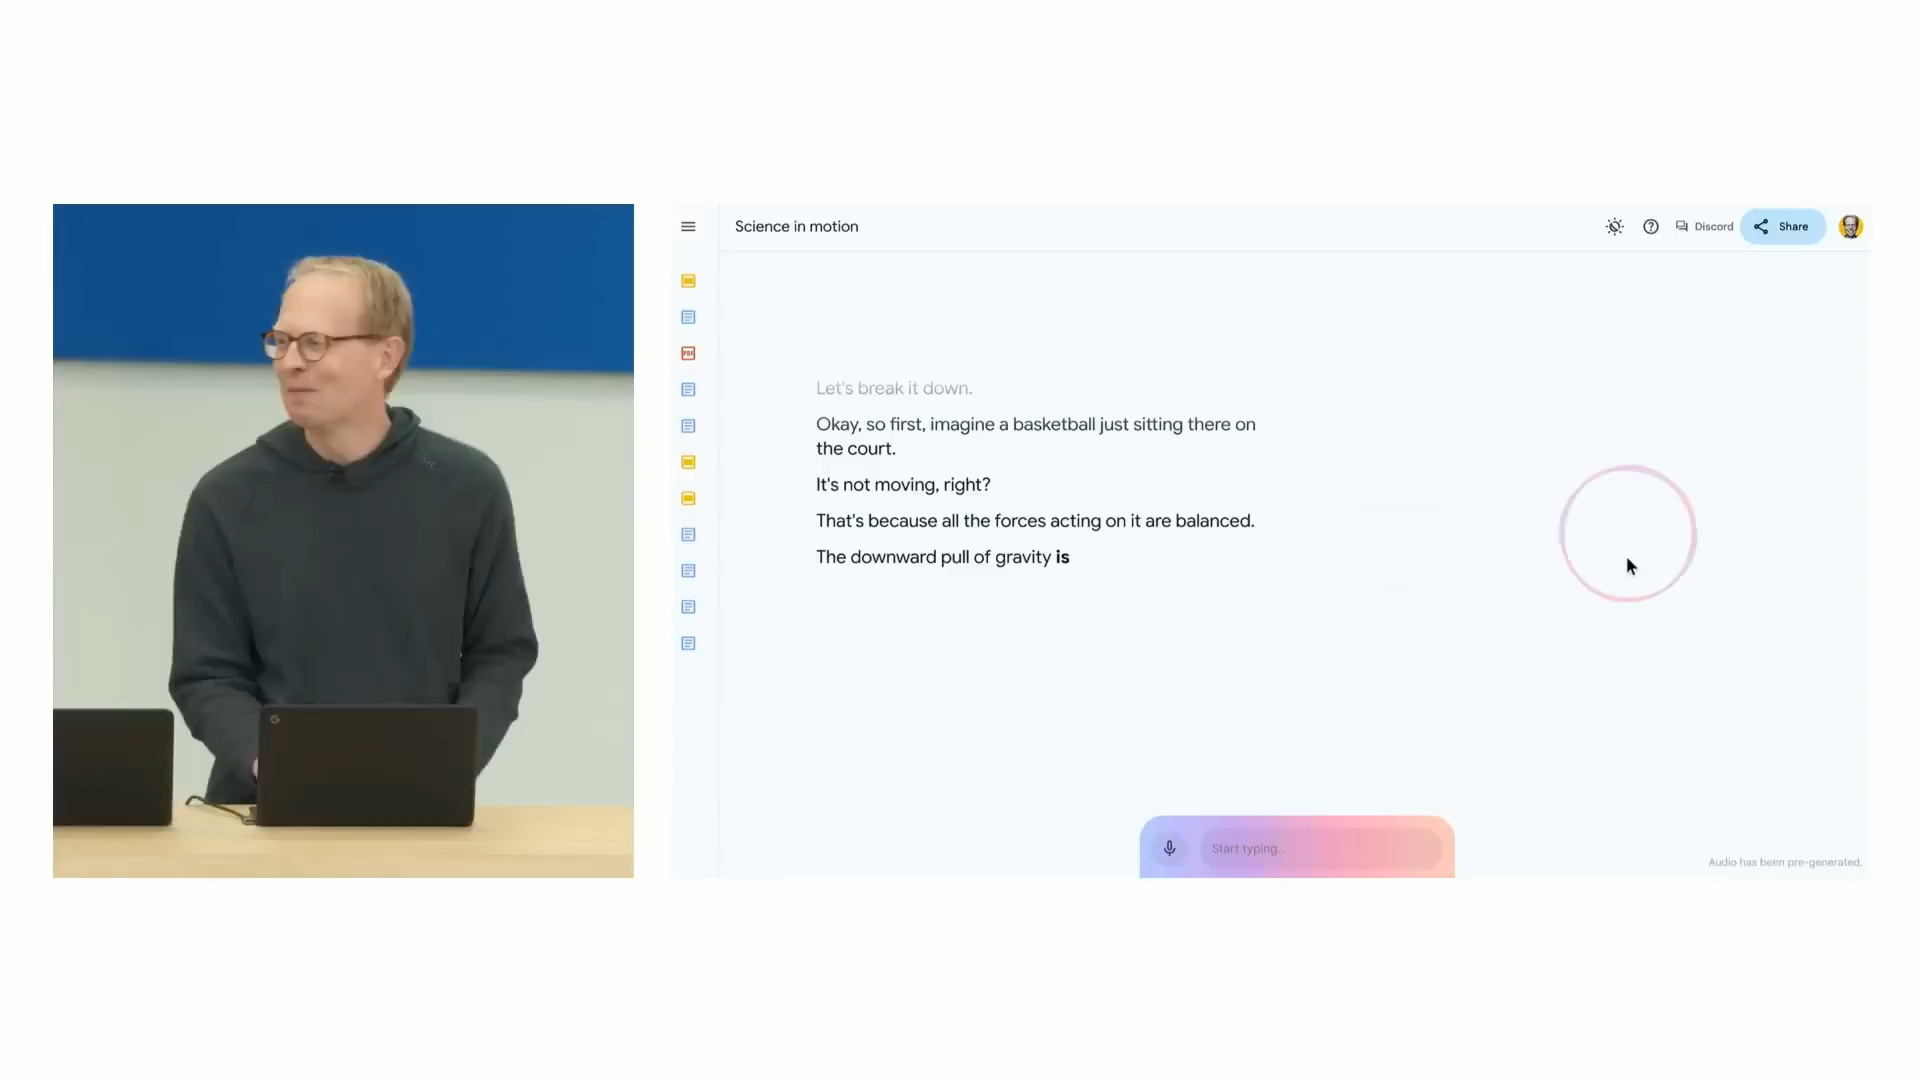 Science in motion
Discord
Share
PDF
Let's break it down.
Okay, so first, imagine a basketball just sitting there on
the court.
It's not moving, right?
That's because all the forces acting on it are balanced.
The downward pull of gravity is
Start typing...
Audio has been pre-generated.
G